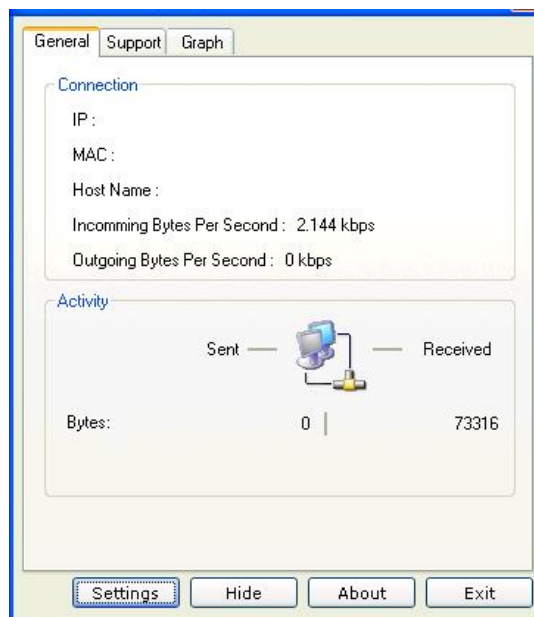 General Support Graph
Connection
IP :
MAC :
Host Name :
Incomming Bytes Per Second : 2.144 kbps
Outgoing Bytes Per Second : 0 kbps
Activity
Sent Received
Bytes: 0 73316
Settings Hide About Exit